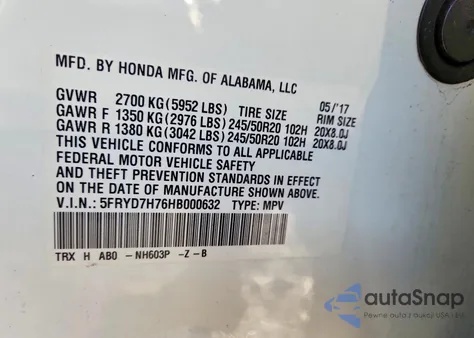 MFD. BY HONDA MFG. OF ALABAMA, LLC
05/'17
GVWR 2700 KG(5952 LBS) TIRE SIZE RIM SIZE
GAWR F 1350 KG(2976 LBS) 245/50R20 102H 20X8.0J
GAWR R 1380 KG(3042 LBS) 245/50R20 102H 20X8.0J
THIS VEHICLE CONFORMS TO ALL APPLICABLE
FEDERAL MOTOR VEHICLE SAFETY
AND THEFT PREVENTION STANDARDS IN EFFECT
ON THE DATE OF MANUFACTURE SHOWN ABOVE.
V.I.N.: 5FRYD7H76HB000632 TYPE: MPV
TRX H AB0 - NH603P -Z-B
autoSnap
Pewne auto z USA i